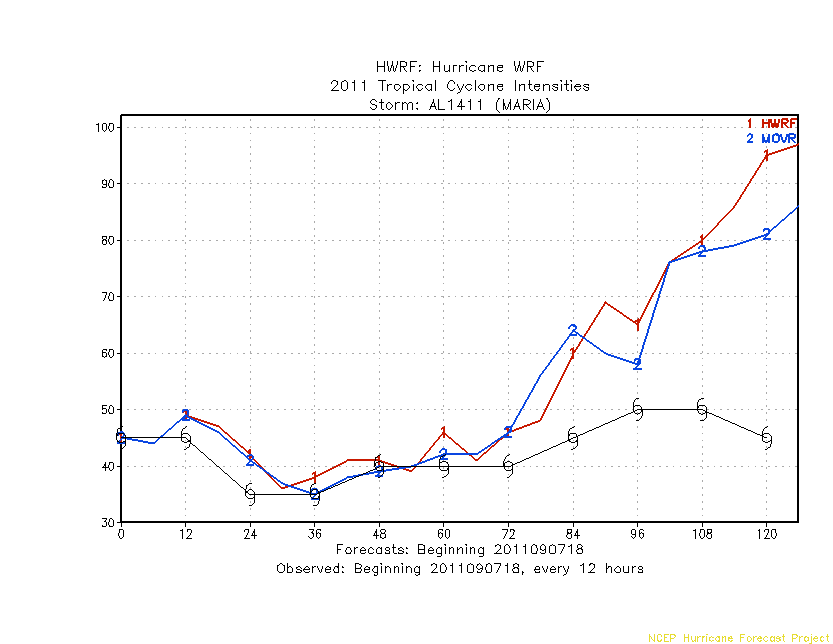 HWRF: Hurricane WRF
2011 Tropical Cyclone Intensities
Storm: AL1411 (MARIA)
1 HWRF
2 MOVR
100
90
80
70
60
50
40
30
0 12 24 36 48 60 72 84 96 108 120
Forecasts: Beginning 2011090718
Observed: Beginning 2011090718, every 12 hours
NCEP Hurricane Forecast Project